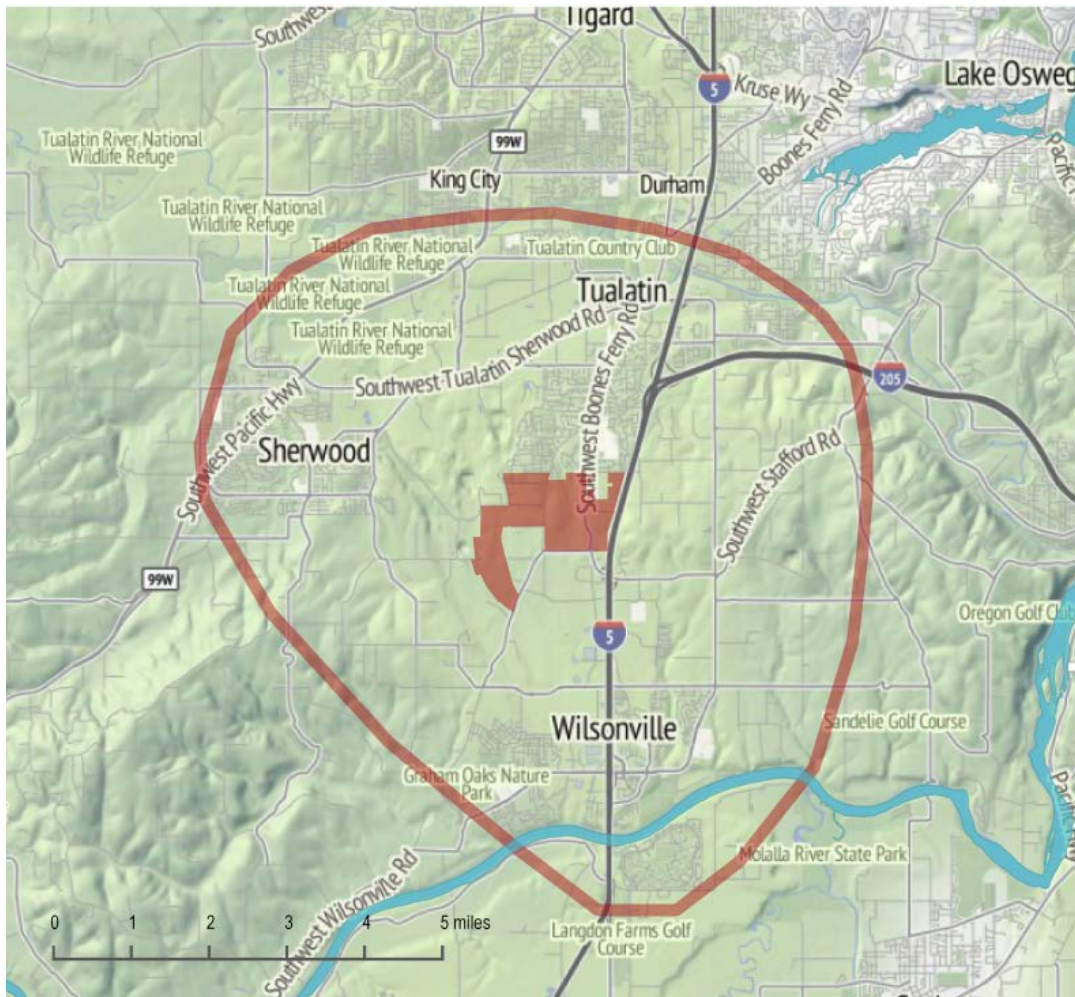 Tigard
Southwest
5
Kruse Wy
Lake Osweg
Boones Ferry Rd
Pacific
99W
Tualatin River National
Wildlife Refuge
King City
Durham
Tualatin River National
Wildlife Refuge
Tualatin River National
Wildlife Refuge
Tualatin Country Club
Tualatin River National
Wildlife Refuge
Tualatin
Tualatin River National
Wildlife Refuge
Southwest Tualatin Sherwood Rd
Southwest Boones Ferry Rd
205
Southwest Pacific Hwy
Sherwood
Southwest Stafford Rd
99W
Oregon Golf Club
5
Wilsonville
Sandelie Golf Course
Graham Oaks Nature
Park
Pacific Hwy
Molalla River State Park
Southwest Wilsonville Rd
0 1 2 3 4 5 miles
Langdon Farms Golf
Course